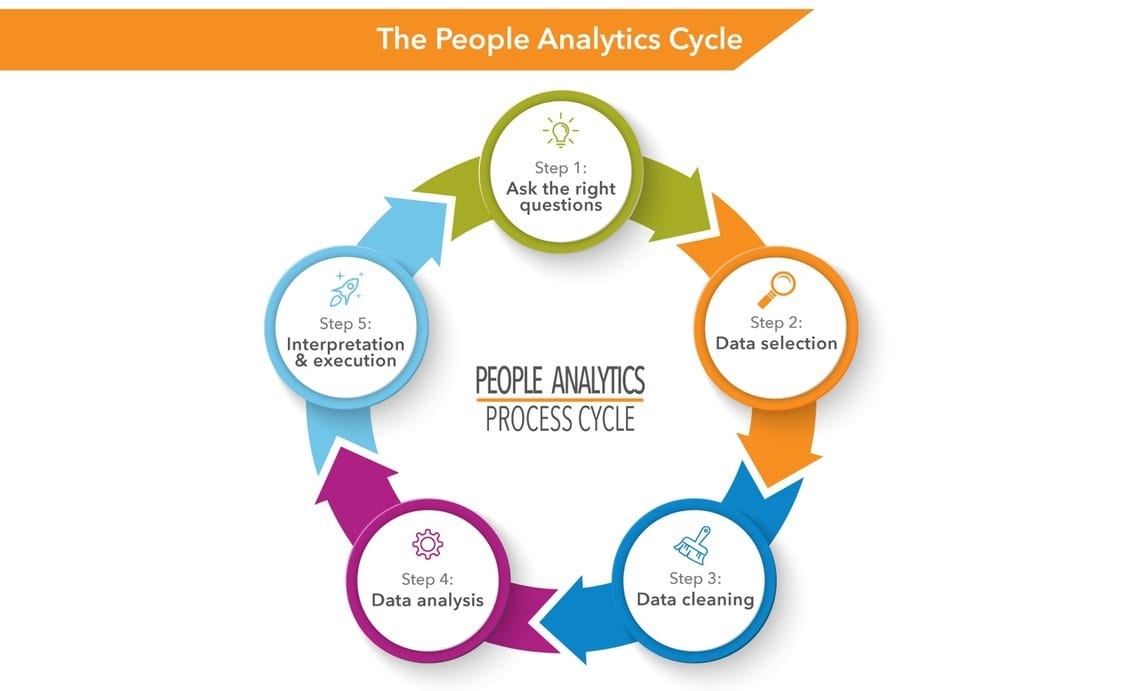 The People Analytics Cycle
Step 1:
Ask the right
questions
Step 2:
Data selection
Step 3:
Data cleaning
Step 4:
Data analysis
Step 5:
Interpretation
& execution
PEOPLE ANALYTICS
PROCESS CYCLE